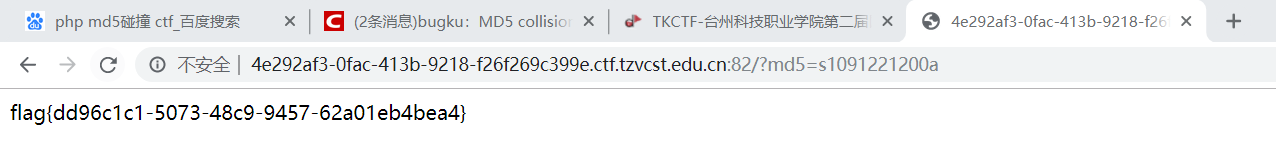 php md5碰撞 ctf_百度搜索
(2条消息)bugku：MD5 collision
TKCTF-台州科技职业学院第二届
4e292af3-0fac-413b-9218-f26f
不安全 | 4e292af3-0fac-413b-9218-f26f269c399e.ctf.tzvcst.edu.cn:82/?md5=s1091221200a
flag{dd96c1c1-5073-48c9-9457-62a01eb4bea4}